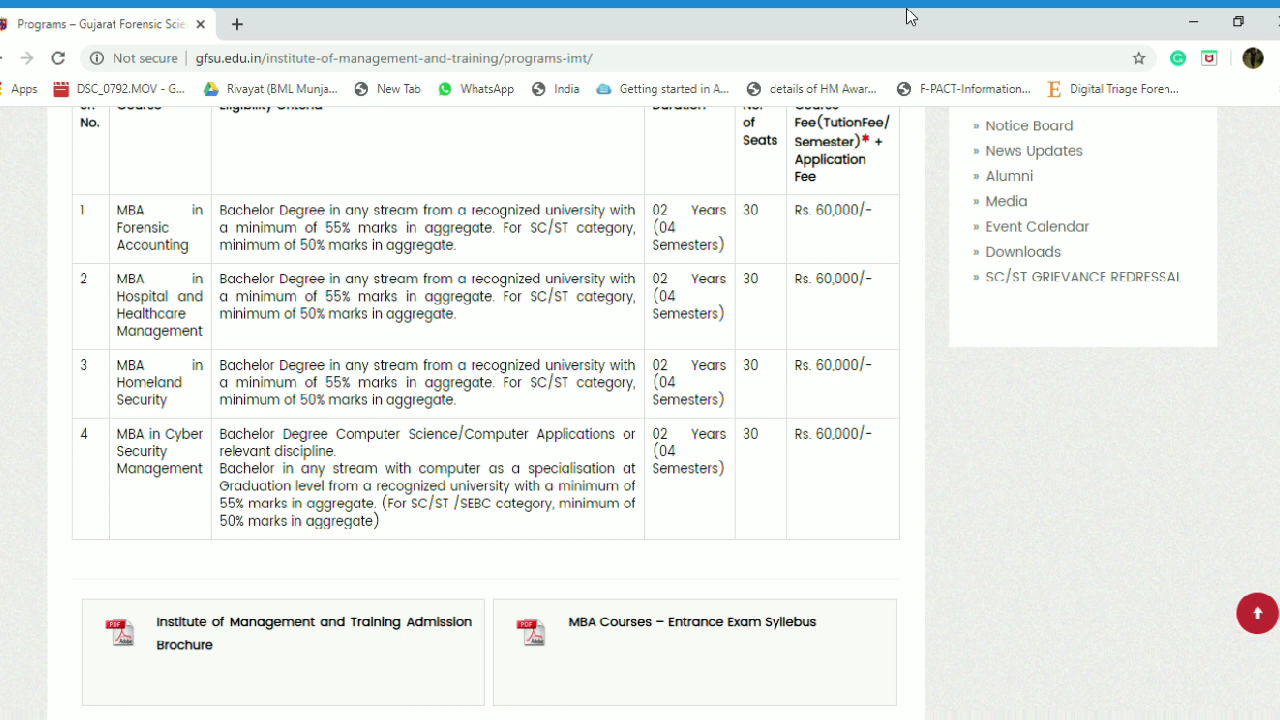 Programs – Gujarat Forensic Scie
Not secure
gfsu.edu.in/institute-of-management-and-training/programs-imt/
Apps
DSC_0792.MOV - G...
Rivayat (BML Munja...
New Tab
WhatsApp
India
Getting started in A...
cetails of HM Awar...
F-PACT-Information...
Digital Triage Foren...
Sr. No.
Course
Eligibility Criteria
Duration
No. of Seats
Course Fee(TutionFee/
Semester)* +
Application
Fee
1
MBA in
Forensic
Accounting
Bachelor Degree in any stream from a recognized university with
a minimum of 55% marks in aggregate. For SC/ST category,
minimum of 50% marks in aggregate.
02 Years
(04
Semesters)
30
Rs. 60,000/-
2
MBA in
Hospital and
Healthcare
Management
Bachelor Degree in any stream from a recognized university with
a minimum of 55% marks in aggregate. For SC/ST category,
minimum of 50% marks in aggregate.
02 Years
(04
Semesters)
30
Rs. 60,000/-
3
MBA in
Homeland
Security
Bachelor Degree in any stream from a recognized university with
a minimum of 55% marks in aggregate. For SC/ST category,
minimum of 50% marks in aggregate.
02 Years
(04
Semesters)
30
Rs. 60,000/-
4
MBA in Cyber
Security
Management
Bachelor Degree Computer Science/Computer Applications or
relevant discipline.
Bachelor in any stream with computer as a specialisation at
Graduation level from a recognized university with a minimum of
55% marks in aggregate. (For SC/ST /SEBC category, minimum of
50% marks in aggregate)
02 Years
(04
Semesters)
30
Rs. 60,000/-
» Notice Board
» News Updates
» Alumni
» Media
» Event Calendar
» Downloads
» SC/ST GRIEVANCE REDRESSAL
PDF
Adobe
Institute of Management and Training Admission
Brochure
PDF
Adobe
MBA Courses – Entrance Exam Syllebus